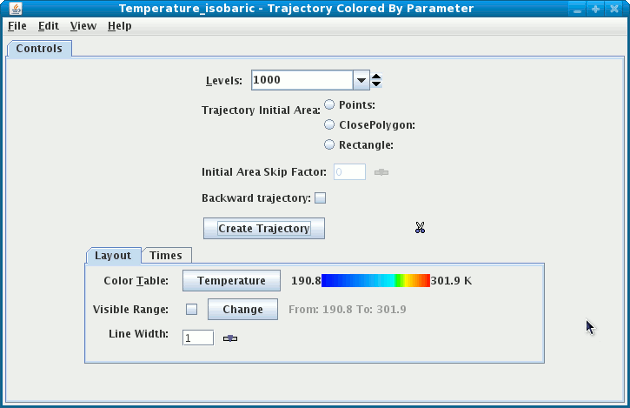 Temperature_isobaric - Trajectory Colored By Parameter
File Edit View Help
Controls
Levels: 1000
Trajectory Initial Area: Points:
ClosePolygon:
Rectangle:
Initial Area Skip Factor: 0
Backward trajectory:
Create Trajectory
Layout Times
Color Table: Temperature 190.8 301.9 K
Visible Range: Change From: 190.8 To: 301.9
Line Width: 1